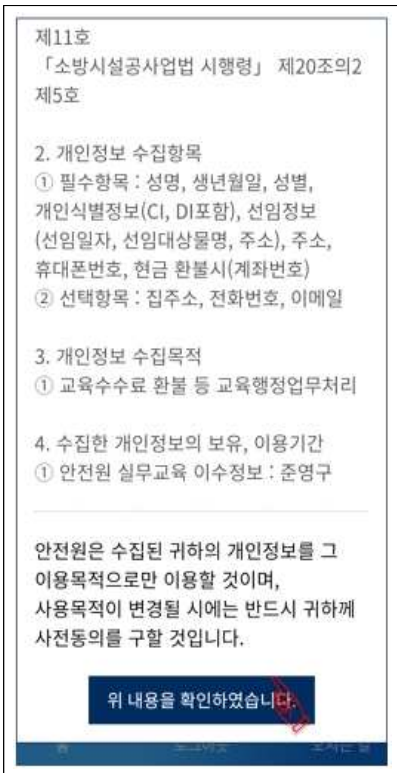 제11호
「소방시설공사업법 시행령」 제20조의2
제5호
2. 개인정보 수집항목
① 필수항목 : 성명, 생년월일, 성별,
개인식별정보(CI, DI포함), 선임정보
(선임일자, 선임대상물명, 주소), 주소,
휴대폰번호, 현금 환불시(계좌번호)
② 선택항목 : 집주소, 전화번호, 이메일
3. 개인정보 수집목적
① 교육수수료 환불 등 교육행정업무처리
4. 수집한 개인정보의 보유, 이용기간
① 안전원 실무교육 이수정보 : 준영구
안전원은 수집된 귀하의 개인정보를 그
이용목적으로만 이용할 것이며,
사용목적이 변경될 시에는 반드시 귀하께
사전동의를 구할 것입니다.
위 내용을 확인하였습니다.